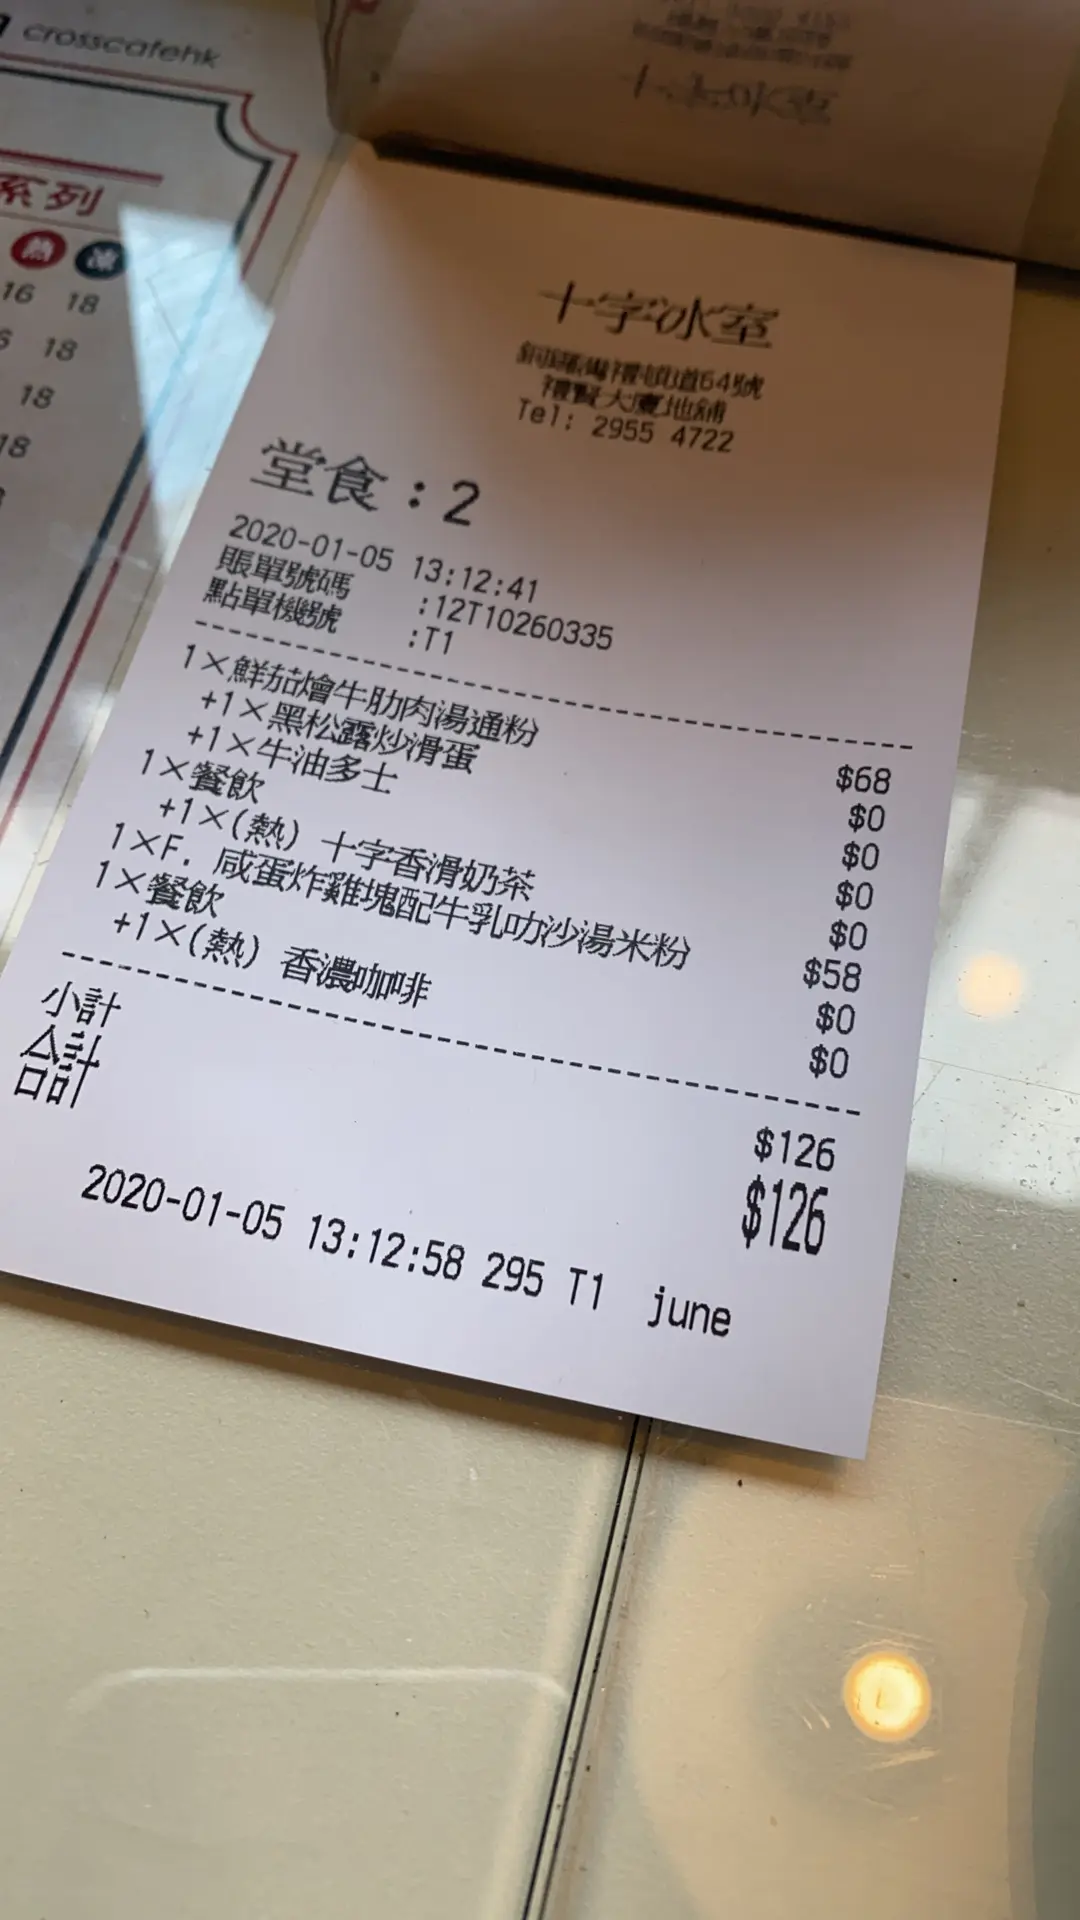 crosscafehk
系列
熱 凍
16 18
18
18
18
十字冰室
銅鑼灣禮頓道64號
禮賢大廈地舖
Tel: 2955 4722
堂食:2
2020-01-05 13:12:41
賬單號碼 :12T10260335
點單機號 :T1
1×鮮茄燴牛肋肉湯通粉 $68
+1×黑松露炒滑蛋 $0
+1×牛油多士 $0
1×餐飲 $0
+1×(熱) 十字香滑奶茶 $0
1×F. 咸蛋炸雞塊配牛乳叻沙湯米粉 $58
1×餐飲 $0
+1×(熱) 香濃咖啡 $0
小計 $126
合計 $126
2020-01-05 13:12:58 295 T1 june